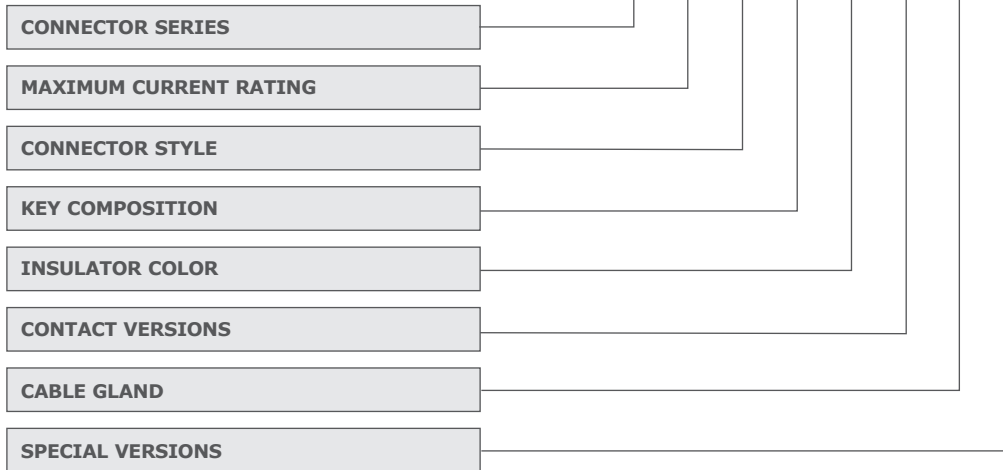 CONNECTOR SERIES
MAXIMUM CURRENT RATING
CONNECTOR STYLE
KEY COMPOSITION
INSULATOR COLOR
CONTACT VERSIONS
CABLE GLAND
SPECIAL VERSIONS